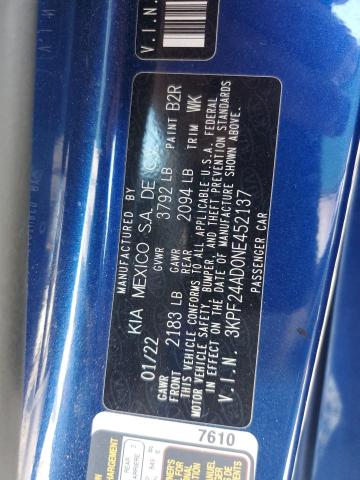 V.I.N.
MANUFACTURED BY
KIA MEXICO S.A. DE C.
01/22 GVWR 3792 LB PAINT B2R
GAWR FRONT 2183 LB GAWR REAR 2094 LB TRIM WK
THIS VEHICLE CONFORMS TO ALL APPLICABLE U.S.A. FEDERAL
MOTOR VEHICLE SAFETY, BUMPER, AND THEFT PREVENTION STANDARDS
IN EFFECT ON THE DATE OF MANUFACTURE SHOWN ABOVE.
V.I.N. 3KPF24AD0NE452137
PASSENGER CAR
7610